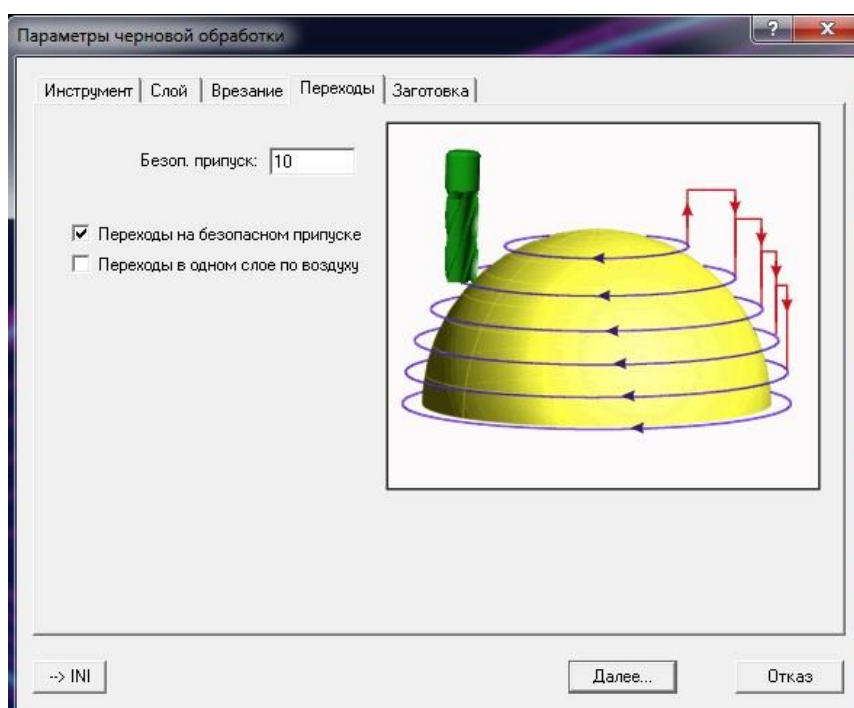 Параметры черновой обработки
Инструмент Слой Врезание Переходы Заготовка
Безоп. припуск: 10
Переходы на безопасном припуске
Переходы в одном слое по воздуху
--> INI Далее... Отказ